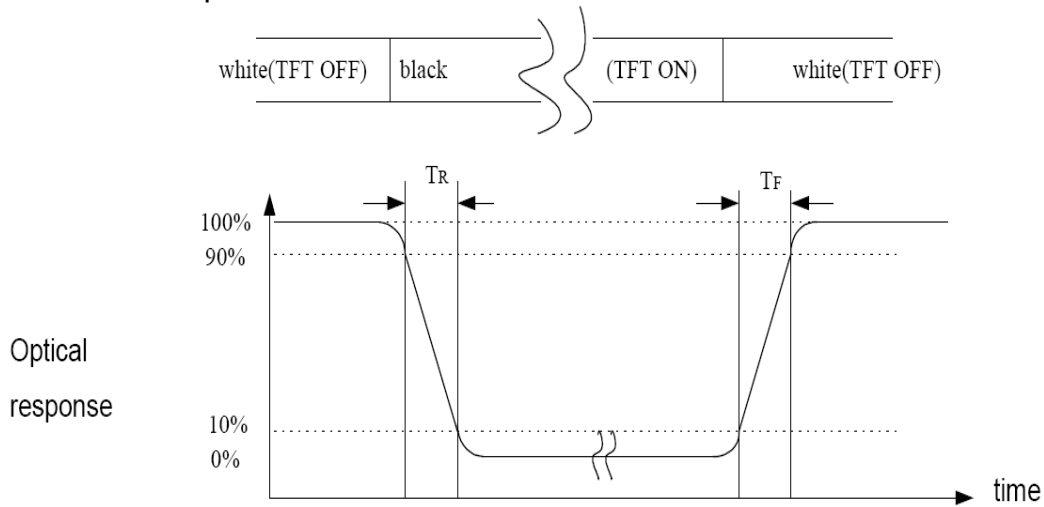 white(TFT OFF) black (TFT ON) white(TFT OFF)
TR TF
100%
90%
Optical
response
10%
0%
time